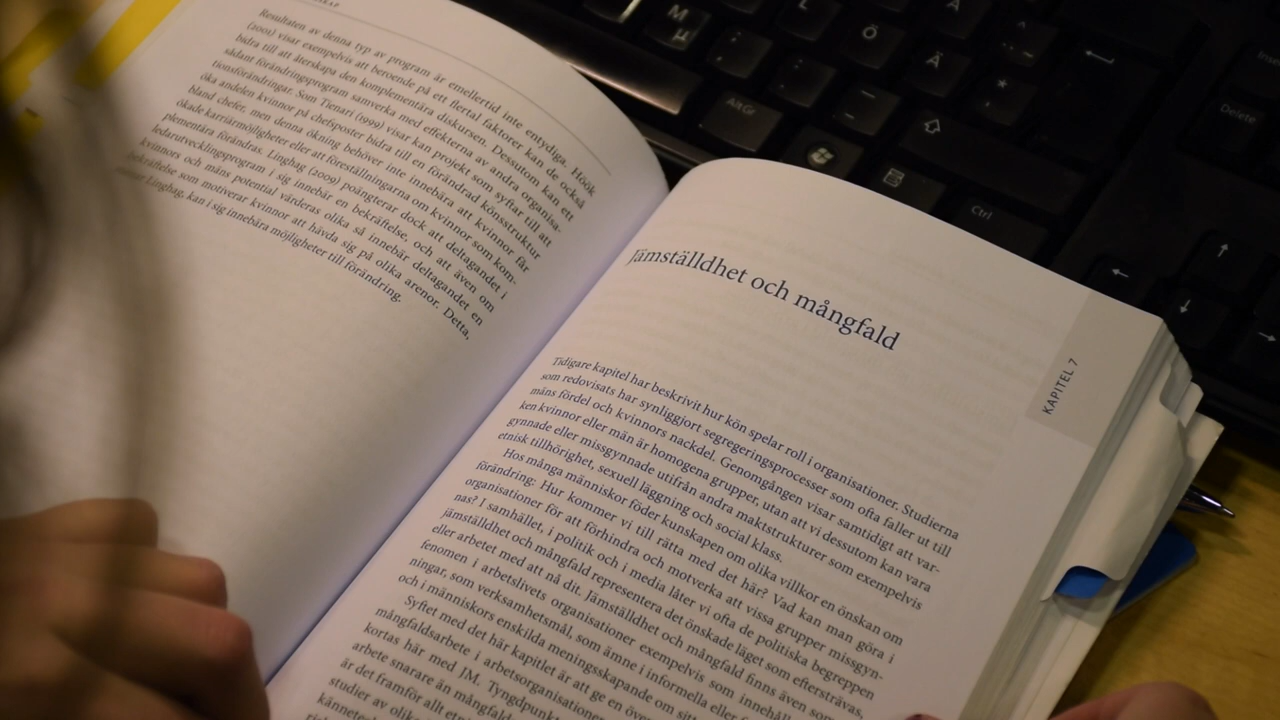 Resultaten av denna typ av program är emellertid inte entydiga. Höök
(2001) visar exempelvis att beroende på ett flertal faktorer kan de också
bidra till att återskapa den komplementära diskursen. Dessutom kan ett
sådant förändringsprogram samverka med effekterna av andra organisa-
tionsförändringar. Som Tienari (1999) visar kan projekt som syftar till att
öka andelen kvinnor på chefsposter bidra till en förändrad könsstruktur
bland chefer, men denna ökning behöver inte innebära att kvinnor får
ökade karriärmöjligheter eller att föreställningarna om kvinnor som kom-
plementära förändras. Linghag (2009) poängterar dock att deltagandet i
ledarutvecklingsprogram i sig innebär en bekräftelse, och att även om
kvinnors och mäns potential värderas olika så innebär deltagandet en
bekräftelse som motiverar kvinnor att hävda sig på olika arenor. Detta,
Linghag, kan i sig innebära möjligheter till förändring.
Jämställdhet och mångfald
KAPITEL 7
Tidigare kapitel har beskrivit hur kön spelar roll i organisationer. Studierna
som redovisats har synliggjort segregeringsprocesser som ofta faller ut till
mäns fördel och kvinnors nackdel. Genomgången visar samtidigt att var-
ken kvinnor eller män är homogena grupper, utan att vi dessutom kan vara
gynnade eller missgynnade utifrån andra maktstrukturer som exempelvis
etnisk tillhörighet, sexuell läggning och social klass.
Hos många människor föder kunskapen om olika villkor en önskan om
förändring: Hur kommer vi till rätta med det här? Vad kan man göra i
organisationer för att förhindra och motverka att vissa grupper missgyn-
nas? I samhället, i politik och i media låter vi ofta de politiska begreppen
jämställdhet och mångfald representera det önskade läget som eftersträvas,
eller arbetet med att nå dit. Jämställdhet och mångfald finns även som
fenomen i arbetslivets organisationer exempelvis som innehåll
ningar, som verksamhetsmål, som ämne i informella eller
och i människors enskilda meningsskapande om
Syftet med det här kapitlet är att ge en
mångfaldsarbete i arbetsorganisationer
kortas här med JM. Tyngdpunk
arbete snarare än mångfald
är det framför allt
studier av
M
µ
L
;
,
:
.
Ö
Ä
Å
_
-
^
*
AltGr
Ctrl
Delete
Insert